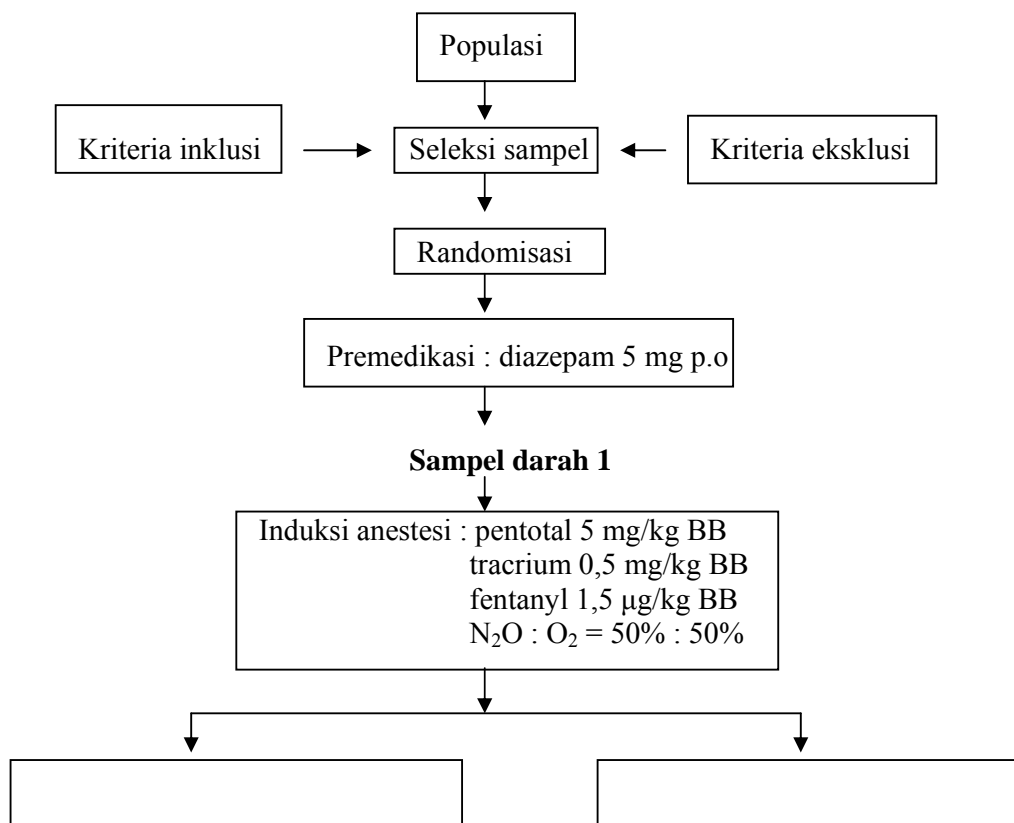 Populasi
Kriteria inklusi
Seleksi sampel
Kriteria eksklusi
Randomisasi
Premedikasi : diazepam 5 mg p.o
Sampel darah 1
Induksi anestesi : pentotal 5 mg/kg BB
tracrium 0,5 mg/kg BB
fentanyl 1,5 μg/kg BB
N₂O : O₂ = 50% : 50%